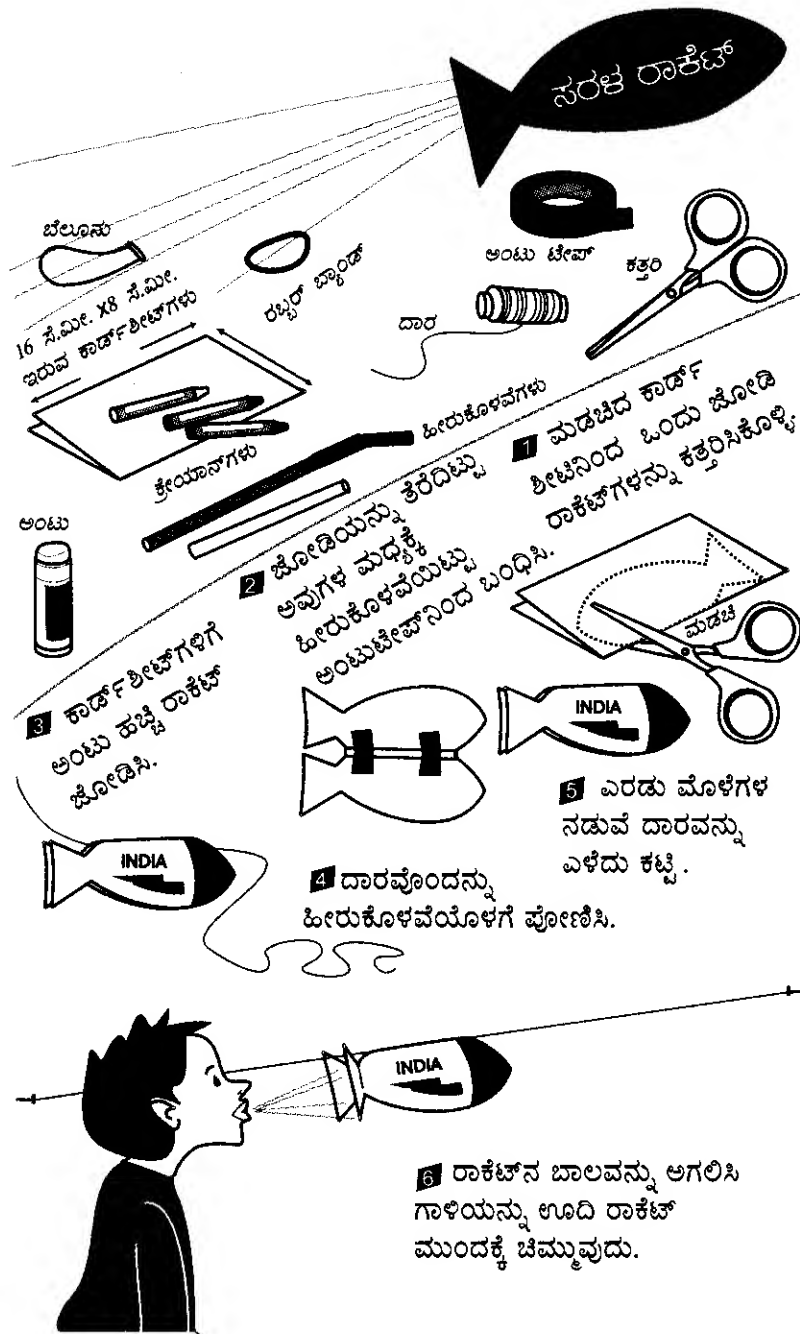 ಸರಳ ರಾಕೆಟ್
ಬೆಲೂನು
ರಬ್ಬರ್ ಬ್ಯಾಂಡ್
ಅಂಟು ಟೇಪ್
ಕತ್ತರಿ
ದಾರ
16 ಸೆ.ಮೀ. X8 ಸೆ.ಮೀ.
ಇರುವ ಕಾರ್ಡ್‌ಶೀಟ್‌ಗಳು
ಕ್ರೇಯಾನ್‌ಗಳು
ಹೀರುಕೊಳವೆಗಳು
ಅಂಟು
1 ಮಡಚಿದ ಕಾರ್ಡ್
ಶೀಟಿನಿಂದ ಒಂದು ಜೋಡಿ
ರಾಕೆಟ್‌ಗಳನ್ನು ಕತ್ತರಿಸಿಕೊಳ್ಳಿ.
ಮಡಚಿ
2 ಜೋಡಿಯನ್ನು ತೆರೆದಿಟ್ಟು
ಅವುಗಳ ಮಧ್ಯಕ್ಕೆ
ಹೀರುಕೊಳವೆಯಿಟ್ಟು
ಅಂಟುಟೇಪ್‌ನಿಂದ ಬಂಧಿಸಿ.
3 ಕಾರ್ಡ್‌ಶೀಟ್‌ಗಳಿಗೆ
ಅಂಟು ಹಚ್ಚಿ ರಾಕೆಟ್
ಜೋಡಿಸಿ.
INDIA
INDIA
4 ದಾರವೊಂದನ್ನು
ಹೀರುಕೊಳವೆಯೊಳಗೆ ಪೋಣಿಸಿ.
5 ಎರಡು ಮೊಳೆಗಳ
ನಡುವೆ ದಾರವನ್ನು
ಎಳೆದು ಕಟ್ಟಿ.
INDIA
6 ರಾಕೆಟ್‌ನ ಬಾಲವನ್ನು ಅಗಲಿಸಿ
ಗಾಳಿಯನ್ನು ಊದಿ ರಾಕೆಟ್
ಮುಂದಕ್ಕೆ ಚಿಮ್ಮುವುದು.